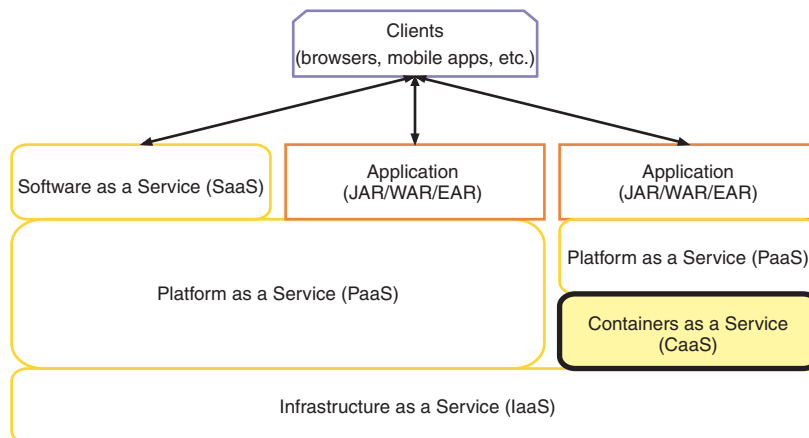 Clients
(browsers, mobile apps, etc.)
Software as a Service (SaaS)
Application
(JAR/WAR/EAR)
Application
(JAR/WAR/EAR)
Platform as a Service (PaaS)
Platform as a Service (PaaS)
Containers as a Service
(CaaS)
Infrastructure as a Service (IaaS)